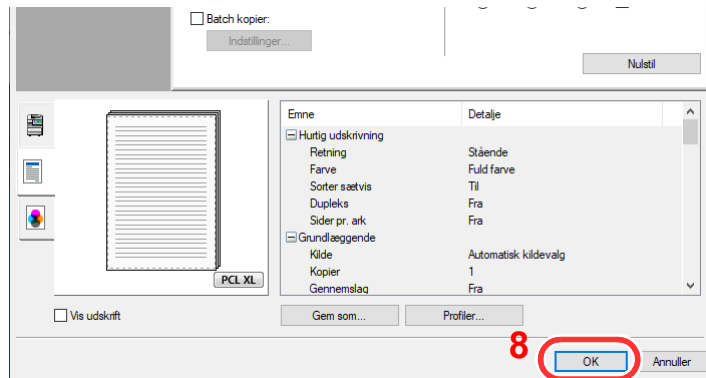 Batch kopier:
Indstillinger...
Nulstil
Emne Detalje
Hurtig udskrivning
Retning Stående
Farve Fuld farve
Sorter sætvis Til
Dupleks Fra
Sider pr. ark Fra
Grundlæggende
Kilde Automatisk kildevalg
Kopier 1
Gennemslag Fra
PCL XL
Vis udskrift
Gem som... Profiler...
8
OK Annuller